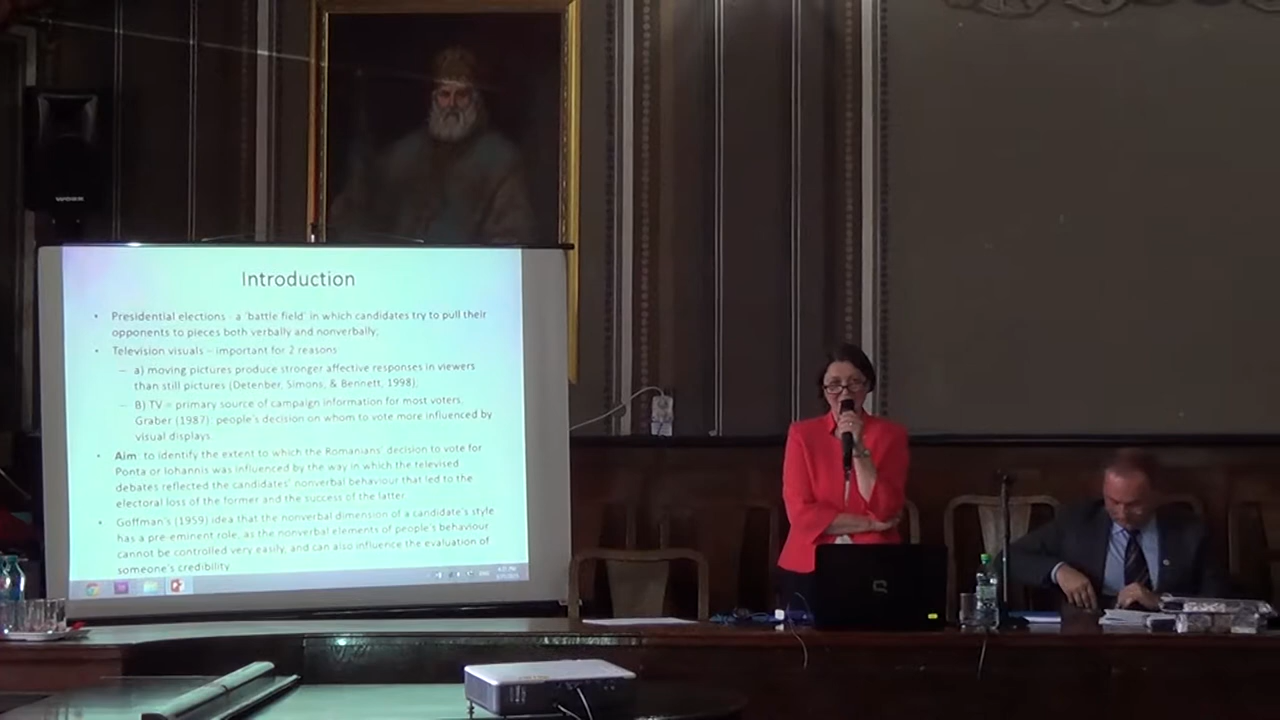 WORK
Introduction
• Presidential elections - a 'battle field' in which candidates try to pull their
opponents to pieces both verbally and nonverbally;
• Television visuals – important for 2 reasons
– a) moving pictures produce stronger affective responses in viewers
than still pictures (Detenber, Simons, & Bennett, 1998),
– B) TV = primary source of campaign information for most voters.
Graber (1987): people's decision on whom to vote more influenced by
visual displays.
• Aim: to identify the extent to which the Romanians' decision to vote for
Ponta or Iohannis was influenced by the way in which the televised
debates reflected the candidates' nonverbal behaviour that led to the
electoral loss of the former and the success of the latter.
• Goffman's (1959) idea that the nonverbal dimension of a candidate's style
has a pre-eminent role, as the nonverbal elements of people's behaviour
cannot be controlled very easily, and can also influence the evaluation of
someone's credibility.